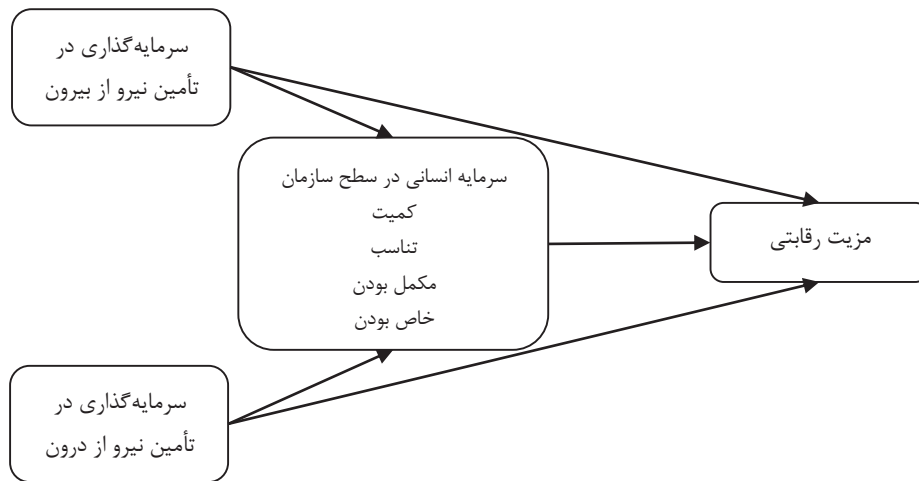 سرمایه‌گذاری در
تأمین نیرو از بیرون
سرمایه انسانی در سطح سازمان
کمیت
تناسب
مکمل بودن
خاص بودن
مزیت رقابتی
سرمایه‌گذاری در
تأمین نیرو از درون